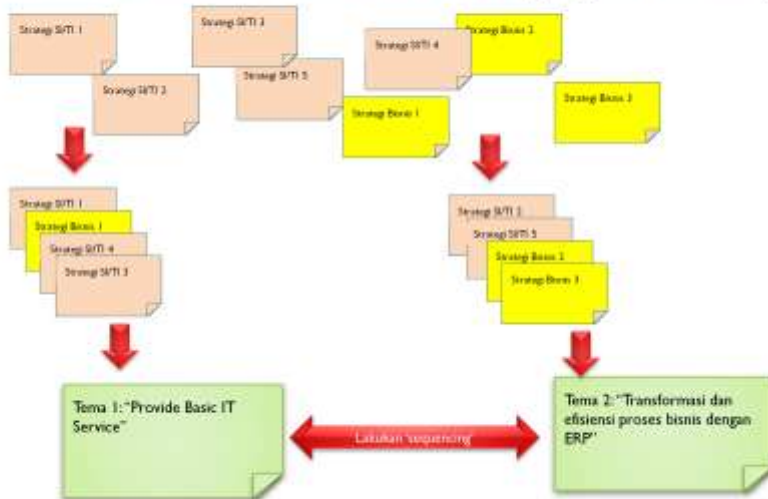 Strategi SI/TI 1
Strategi SI/TI 3
Strategi SI/TI 4
Strategi Bisnis 2
Strategi SI/TI 2
Strategi SI/TI 5
Strategi Bisnis 1
Strategi Bisnis 3
Strategi SI/TI 1
Strategi Bisnis 1
Strategi SI/TI 4
Strategi SI/TI 3
Strategi SI/TI 2
Strategi SI/TI 5
Strategi Bisnis 2
Strategi Bisnis 3
Tema 1: "Provide Basic IT
Service"
Lakukan 'sequencing'
Tema 2: "Transformasi dan
efisiensi proses bisnis dengan
ERP"